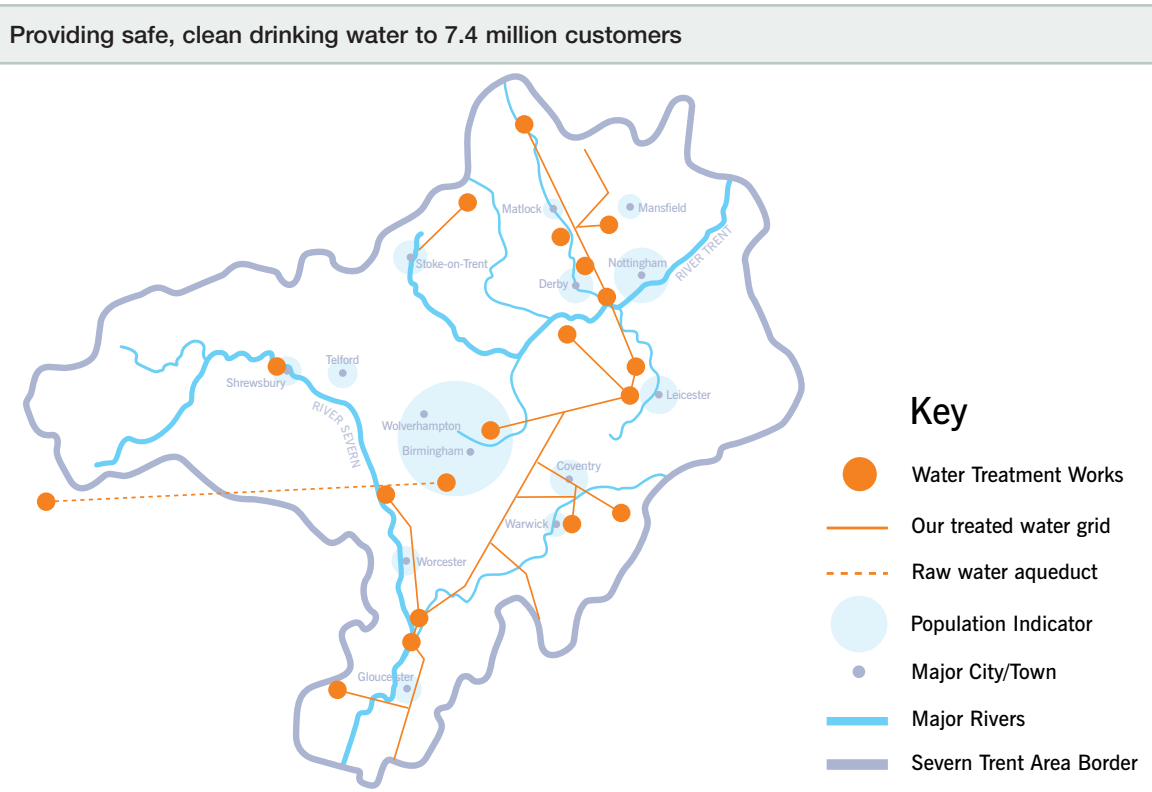 Providing safe, clean drinking water to 7.4 million customers
Matlock
Mansfield
Stoke-on-Trent
Nottingham
RIVER TRENT
Derby
Telford
Shrewsbury
RIVER SEVERN
Leicester
Wolverhampton
Birmingham
Coventry
Warwick
Worcester
Gloucester
Key
Water Treatment Works
Our treated water grid
Raw water aqueduct
Population Indicator
Major City/Town
Major Rivers
Severn Trent Area Border